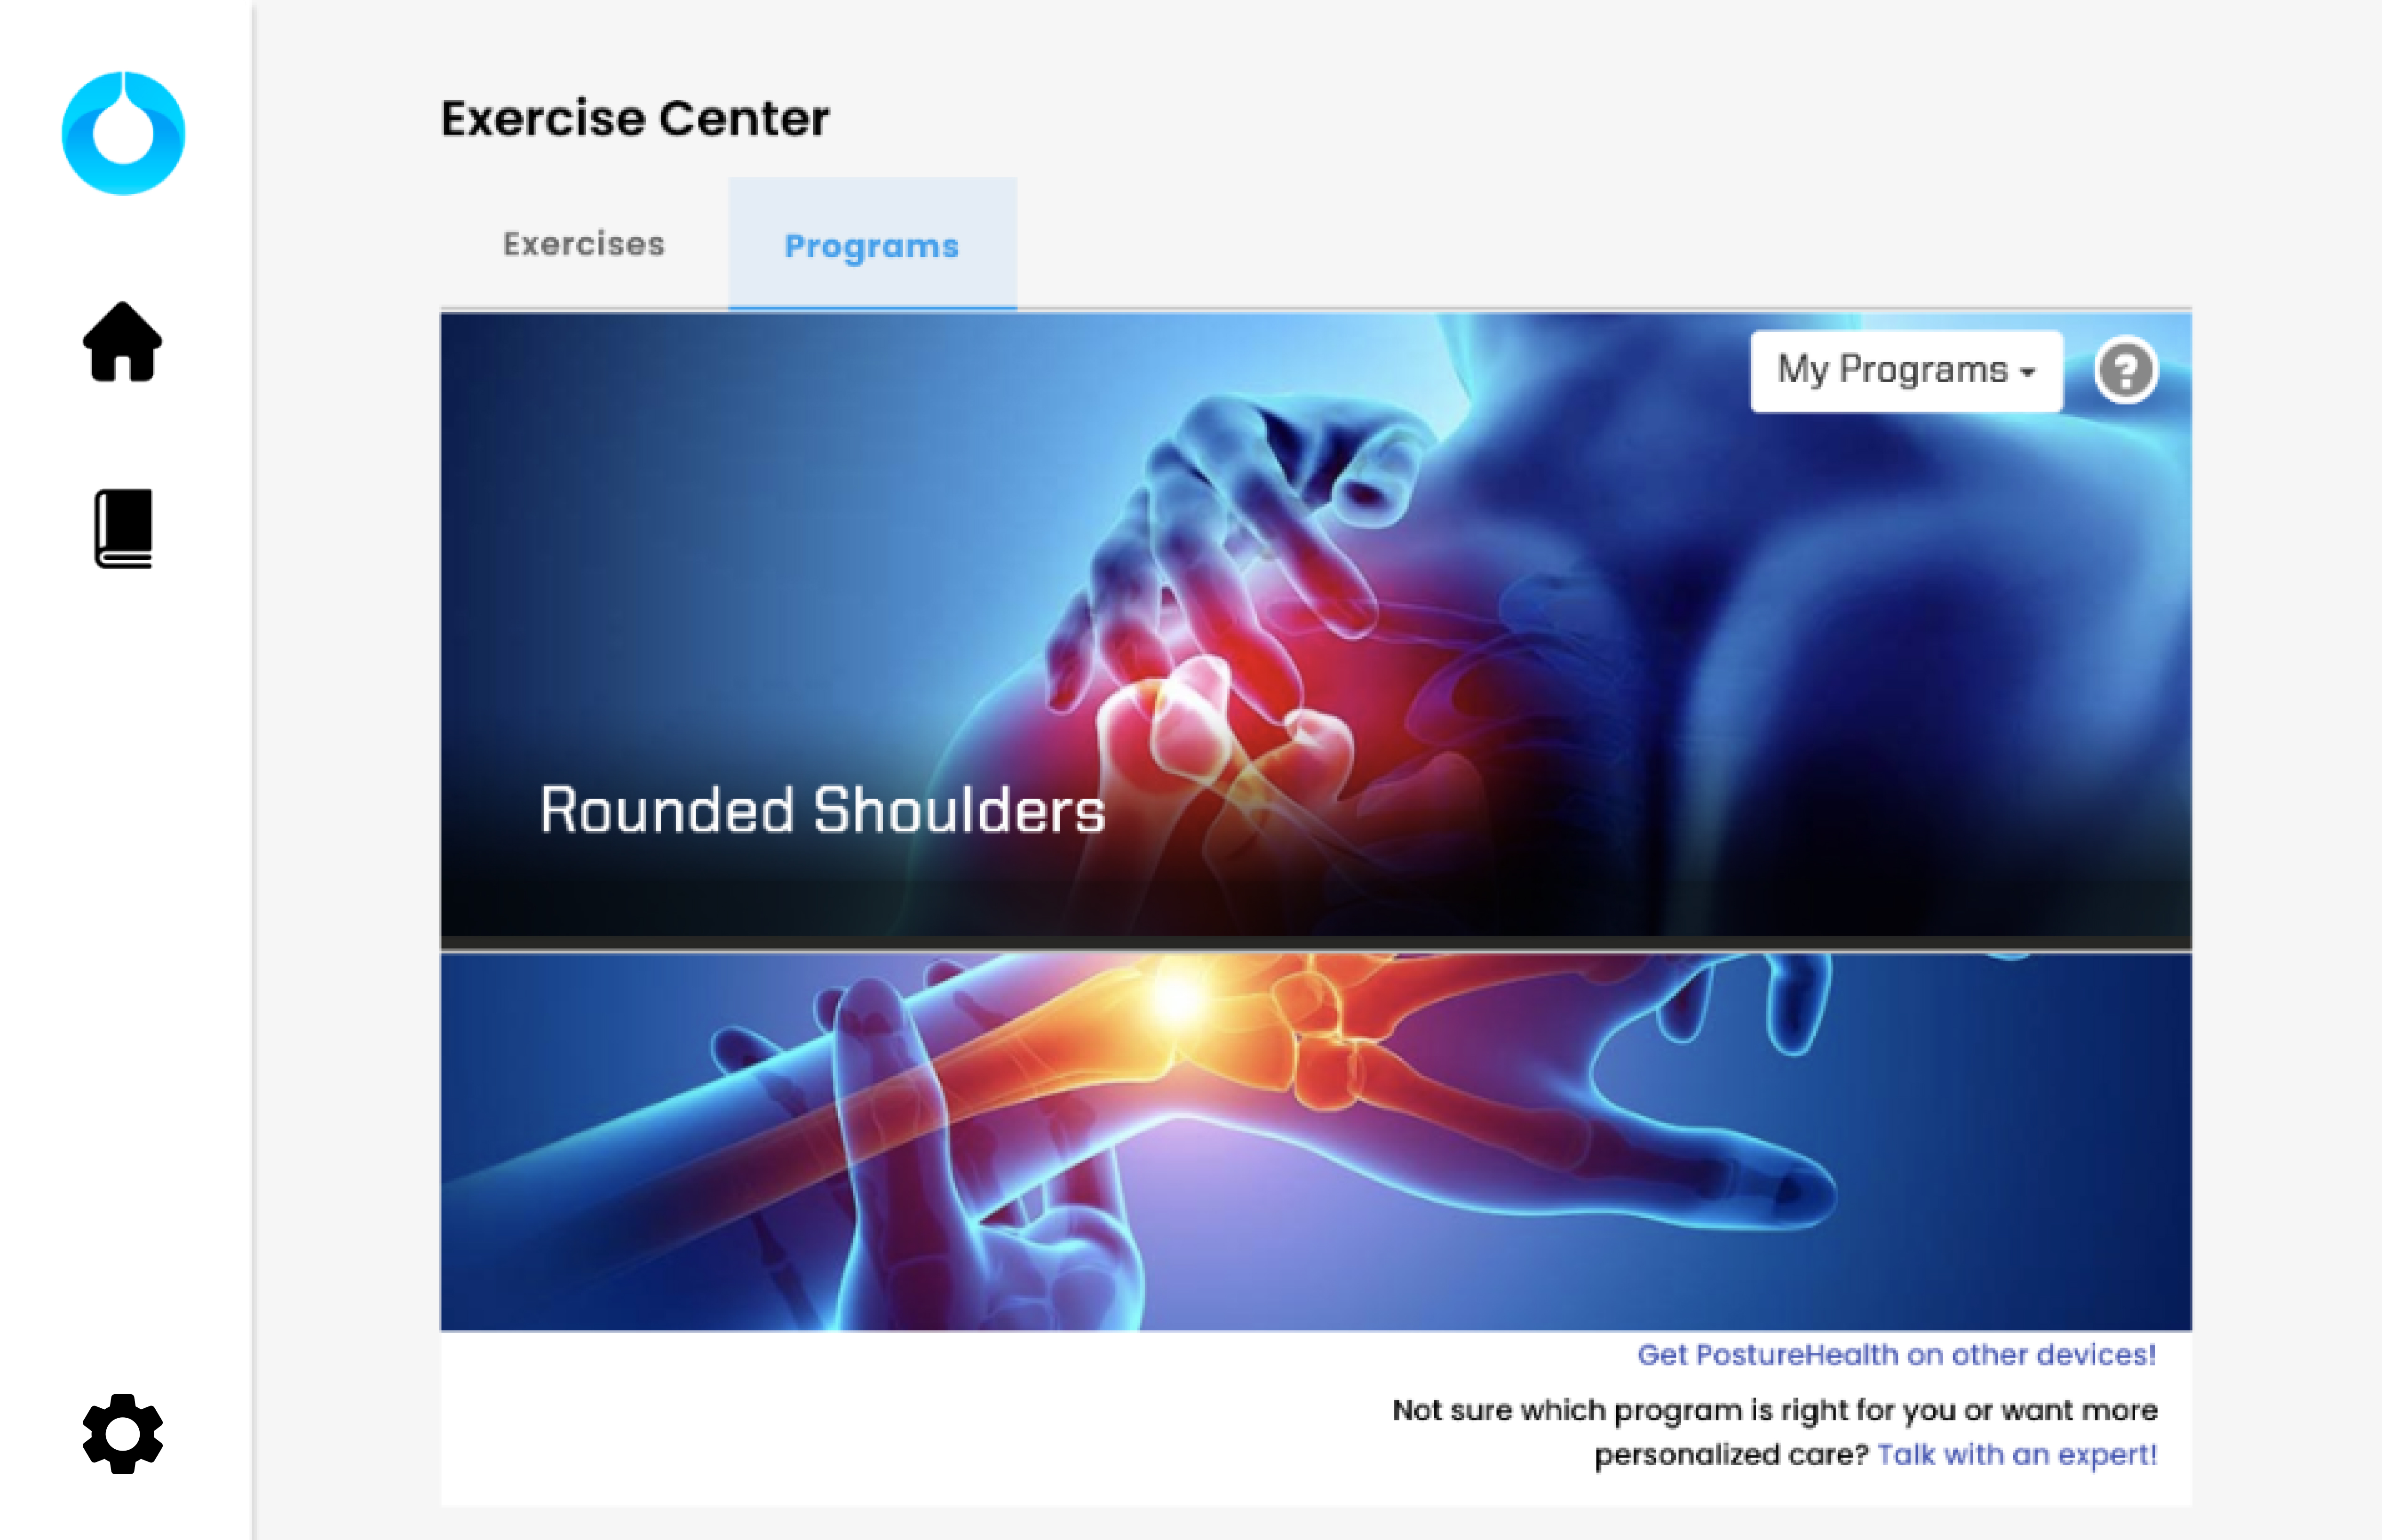 Exercise Center
Exercises
Programs
My Programs
Rounded Shoulders
Get PostureHealth on other devices!
Not sure which program is right for you or want more
personalized care? Talk with an expert!